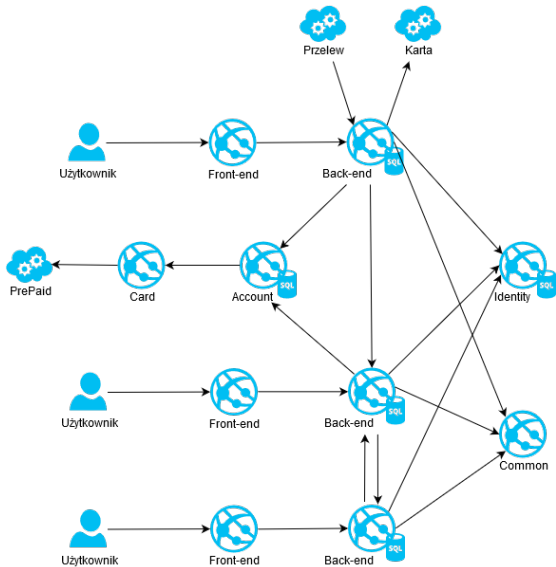 Przelew
Karta
SQL
Użytkownik
Front-end
Back-end
SQL
SQL
PrePaid
Card
Account
Identity
SQL
Użytkownik
Front-end
Back-end
Common
SQL
Użytkownik
Front-end
Back-end